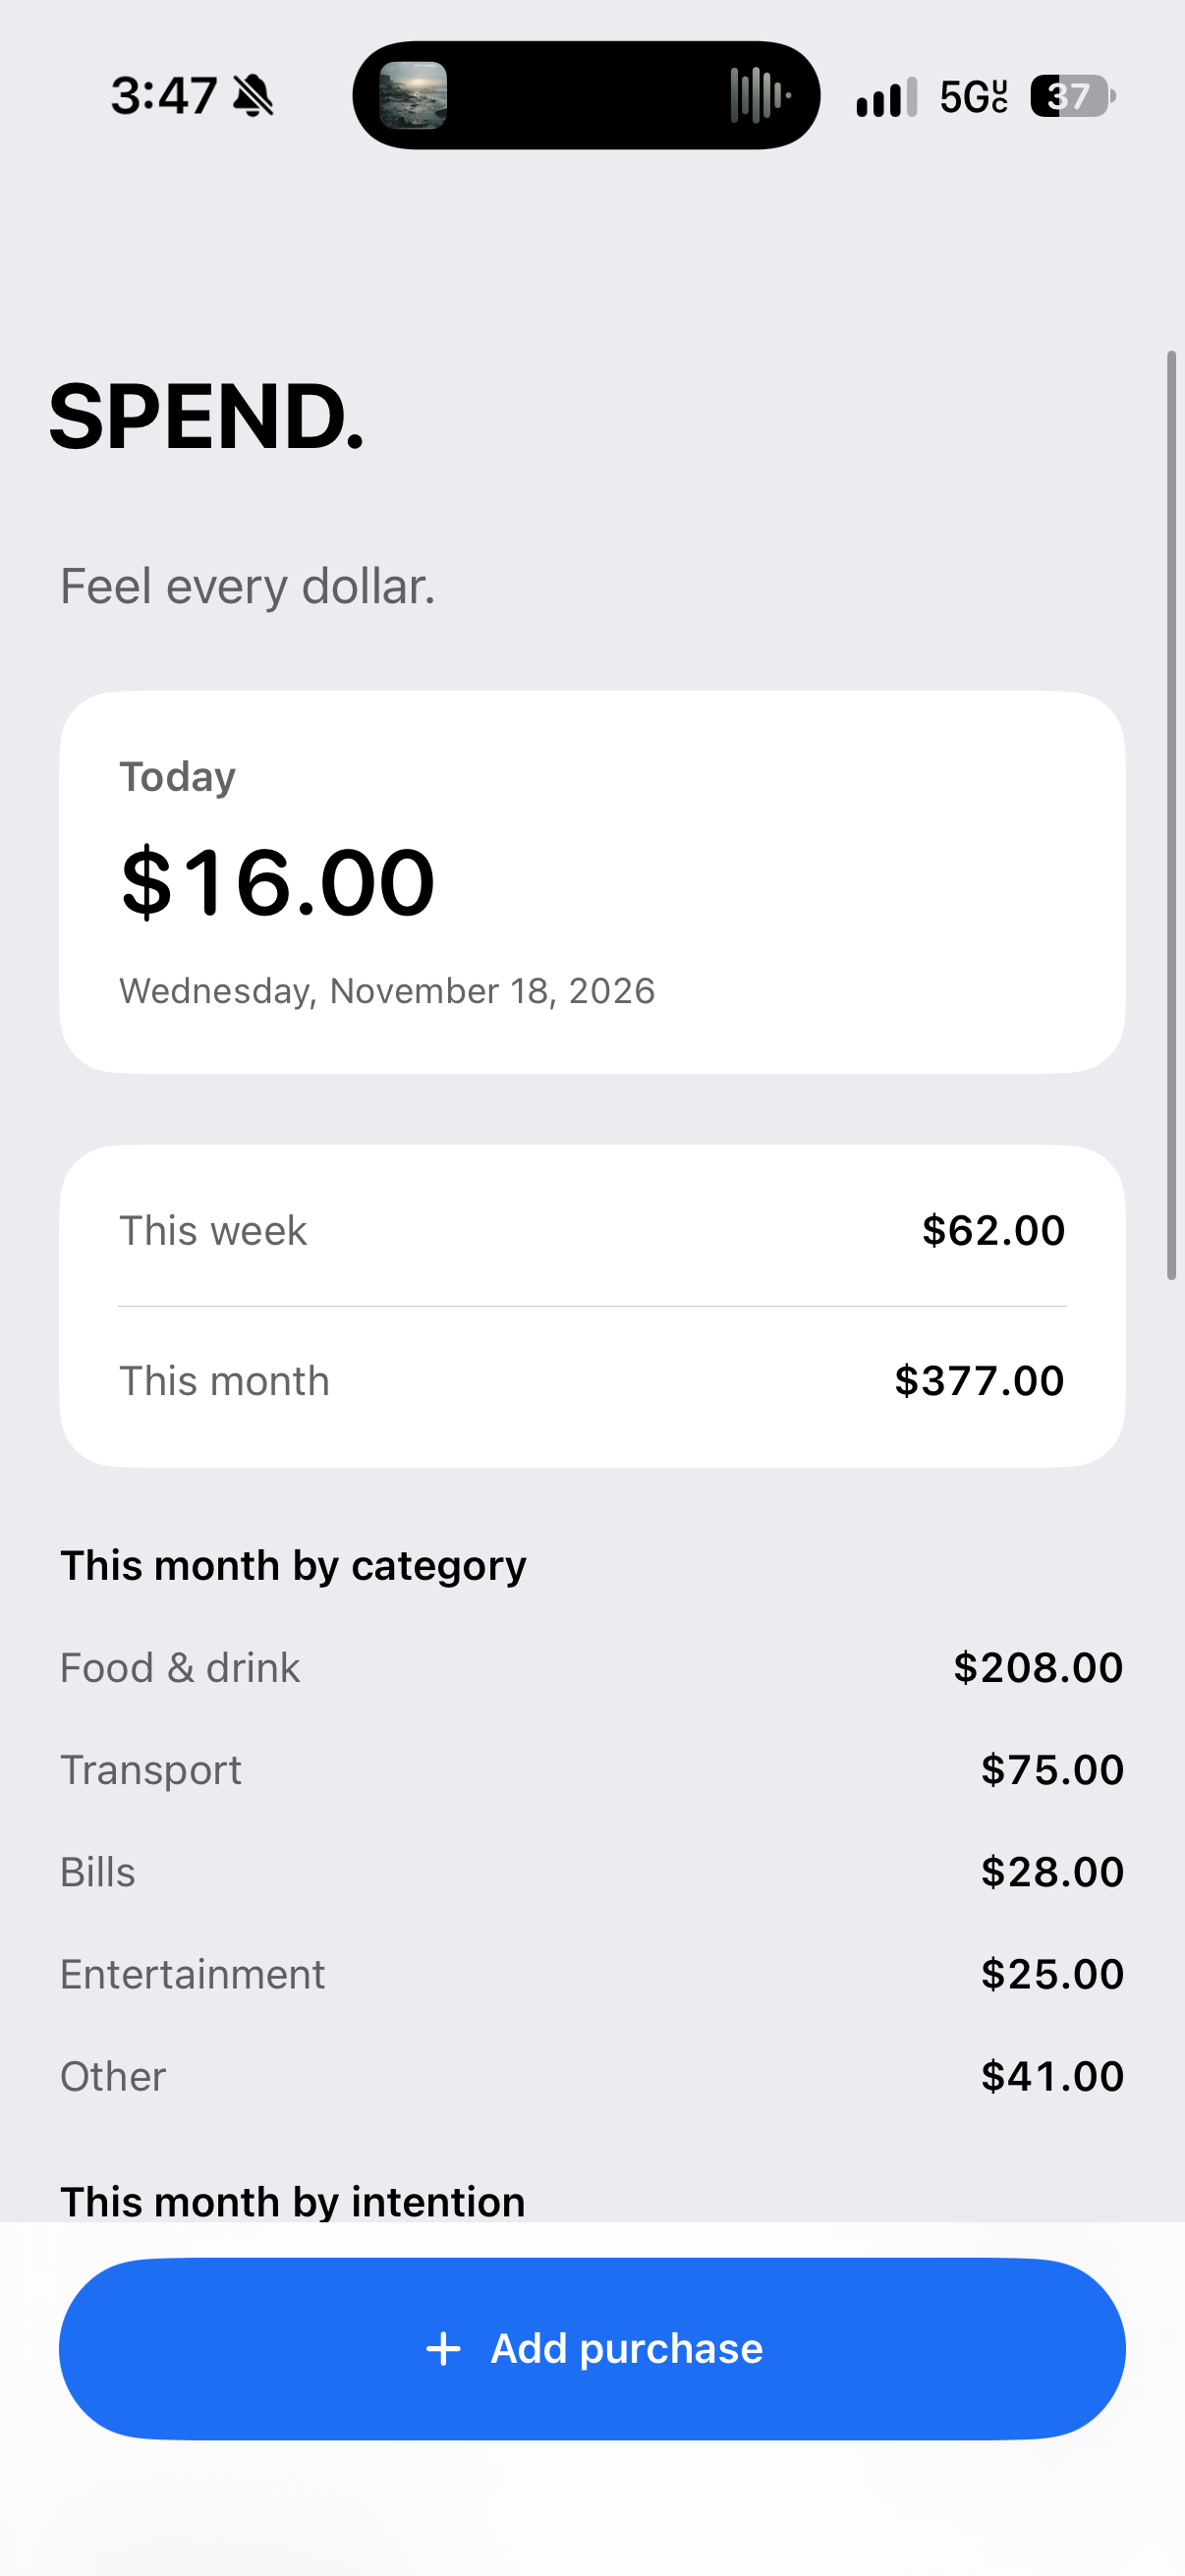 3:47 5GUC 37
SPEND.
Feel every dollar.
Today
$16.00
Wednesday, November 18, 2026
This week $62.00
This month $377.00
This month by category
Food & drink $208.00
Transport $75.00
Bills $28.00
Entertainment $25.00
Other $41.00
This month by intention
+ Add purchase